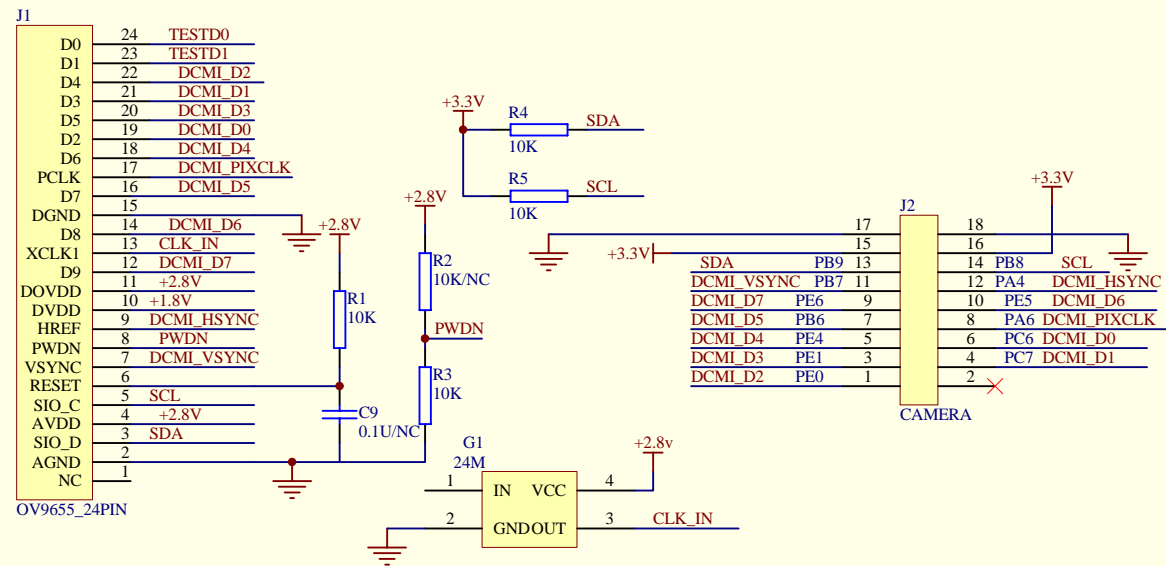 J1
D0 24 TESTD0
D1 23 TESTD1
D4 22 DCMI_D2
D3 21 DCMI_D1
D5 20 DCMI_D3
D2 19 DCMI_D0
D6 18 DCMI_D4
PCLK 17 DCMI_PIXCLK
D7 16 DCMI_D5
DGND 15
D8 14 DCMI_D6
XCLK1 13 CLK_IN
D9 12 DCMI_D7
DOVDD 11 +2.8V
DVDD 10 +1.8V
HREF 9 DCMI_HSYNC
PWDN 8 PWDN
VSYNC 7 DCMI_VSYNC
RESET 6
SIO_C 5 SCL
AVDD 4 +2.8V
SIO_D 3 SDA
AGND 2
NC 1
OV9655_24PIN
+2.8V
R1
10K
C9
0.1U/NC
+2.8V
R2
10K/NC
PWDN
R3
10K
+3.3V
R4 SDA
10K
R5 SCL
10K
G1
24M
+2.8v
1 IN VCC 4
2 GND OUT 3 CLK_IN
+3.3V
J2
17 18
+3.3V 15 16
SDA PB9 13 14 PB8 SCL
DCMI_VSYNC PB7 11 12 PA4 DCMI_HSYNC
DCMI_D7 PE6 9 10 PE5 DCMI_D6
DCMI_D5 PB6 7 8 PA6 DCMI_PIXCLK
DCMI_D4 PE4 5 6 PC6 DCMI_D0
DCMI_D3 PE1 3 4 PC7 DCMI_D1
DCMI_D2 PE0 1 2
CAMERA